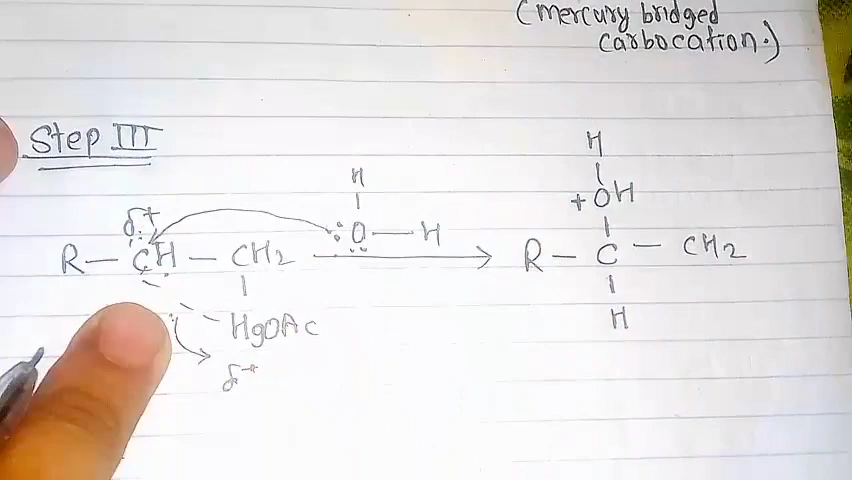 (mercury bridged
carbocation.)
Step III
H
H
δ+
:O — H
+OH
R — CH — CH2
R — C — CH2
HgOAc
H
δ+